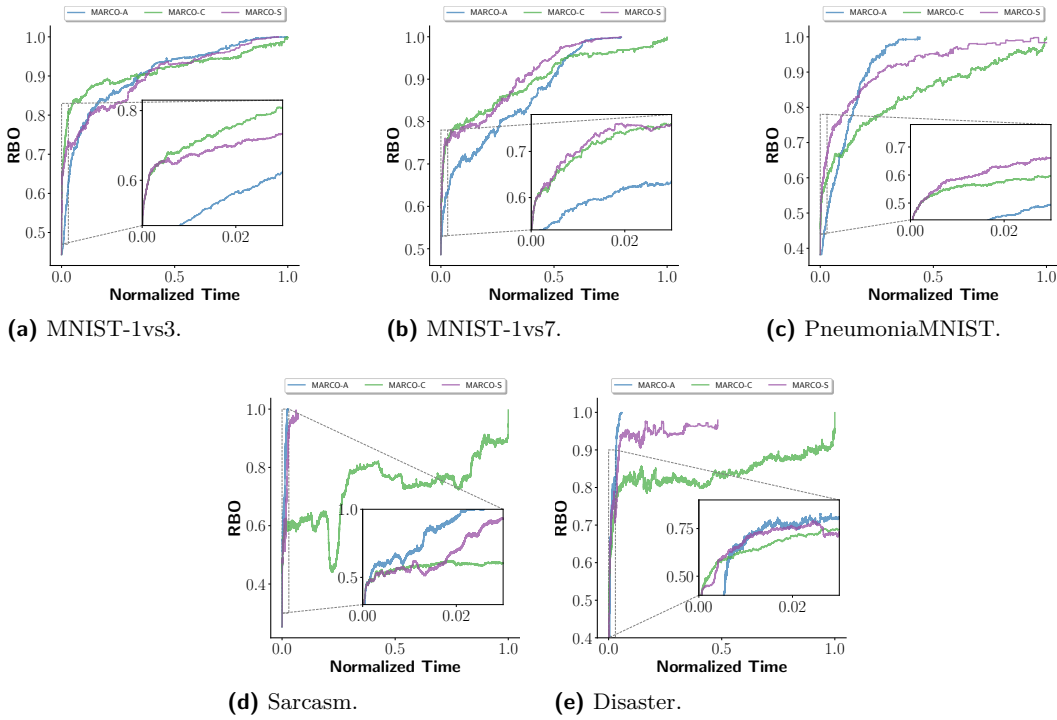 MARCO-A MARCO-C MARCO-S
MARCO-A MARCO-C MARCO-S
MARCO-A MARCO-C MARCO-S
1.0
0.9
0.8
0.7
0.6
0.5
RBO
0.8
0.6
0.00 0.02
0.0 0.5 1.0
Normalized Time
1.0
0.9
0.8
0.7
0.6
0.5
RBO
0.7
0.6
0.00 0.02
0.0 0.5 1.0
Normalized Time
1.0
0.9
0.8
0.7
0.6
0.5
0.4
RBO
0.7
0.6
0.5
0.00 0.02
0.0 0.5 1.0
Normalized Time
(a) MNIST-1vs3.
(b) MNIST-1vs7.
(c) PneumoniaMNIST.
MARCO-A MARCO-C MARCO-S
MARCO-A MARCO-C MARCO-S
1.0
0.8
0.6
0.4
RBO
1.0
0.5
0.00 0.02
0.0 0.5 1.0
Normalized Time
1.0
0.9
0.8
0.7
0.6
0.5
0.4
RBO
0.75
0.50
0.00 0.02
0.0 0.5 1.0
Normalized Time
(d) Sarcasm.
(e) Disaster.